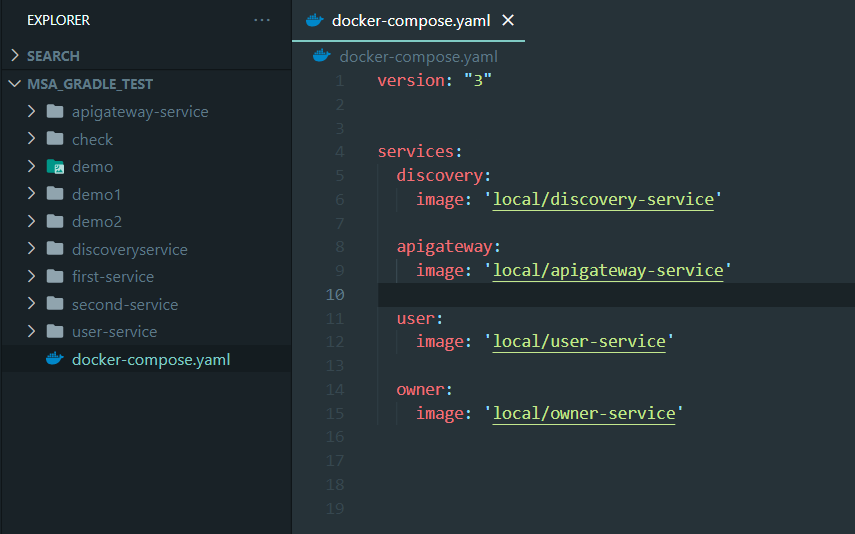 EXPLORER
SEARCH
MSA_GRADLE_TEST
apigateway-service
check
demo
demo1
demo2
discoveryservice
first-service
second-service
user-service
docker-compose.yaml
docker-compose.yaml
docker-compose.yaml
1 version: "3"
2
3
4 services:
5 discovery:
6 image: 'local/discovery-service'
7
8 apigateway:
9 image: 'local/apigateway-service'
10
11 user:
12 image: 'local/user-service'
13
14 owner:
15 image: 'local/owner-service'
16
17
18
19